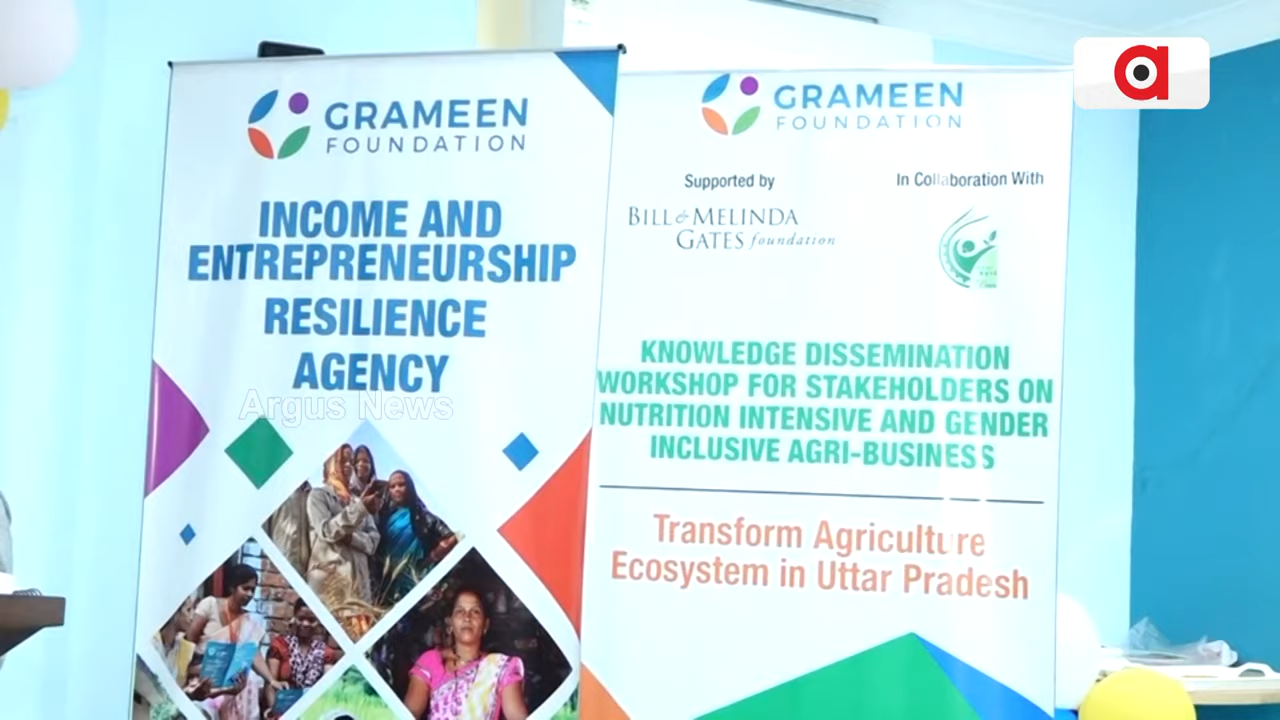 GRAMEEN
FOUNDATION
INCOME AND
ENTREPRENEURSHIP
RESILIENCE
AGENCY
Argus News
GRAMEEN
FOUNDATION
Supported by
In Collaboration With
BILL & MELINDA
GATES foundation
KNOWLEDGE DISSEMINATION
WORKSHOP FOR STAKEHOLDERS ON
NUTRITION INTENSIVE AND GENDER
INCLUSIVE AGRI-BUSINESS
Transform Agriculture
Ecosystem in Uttar Pradesh
a